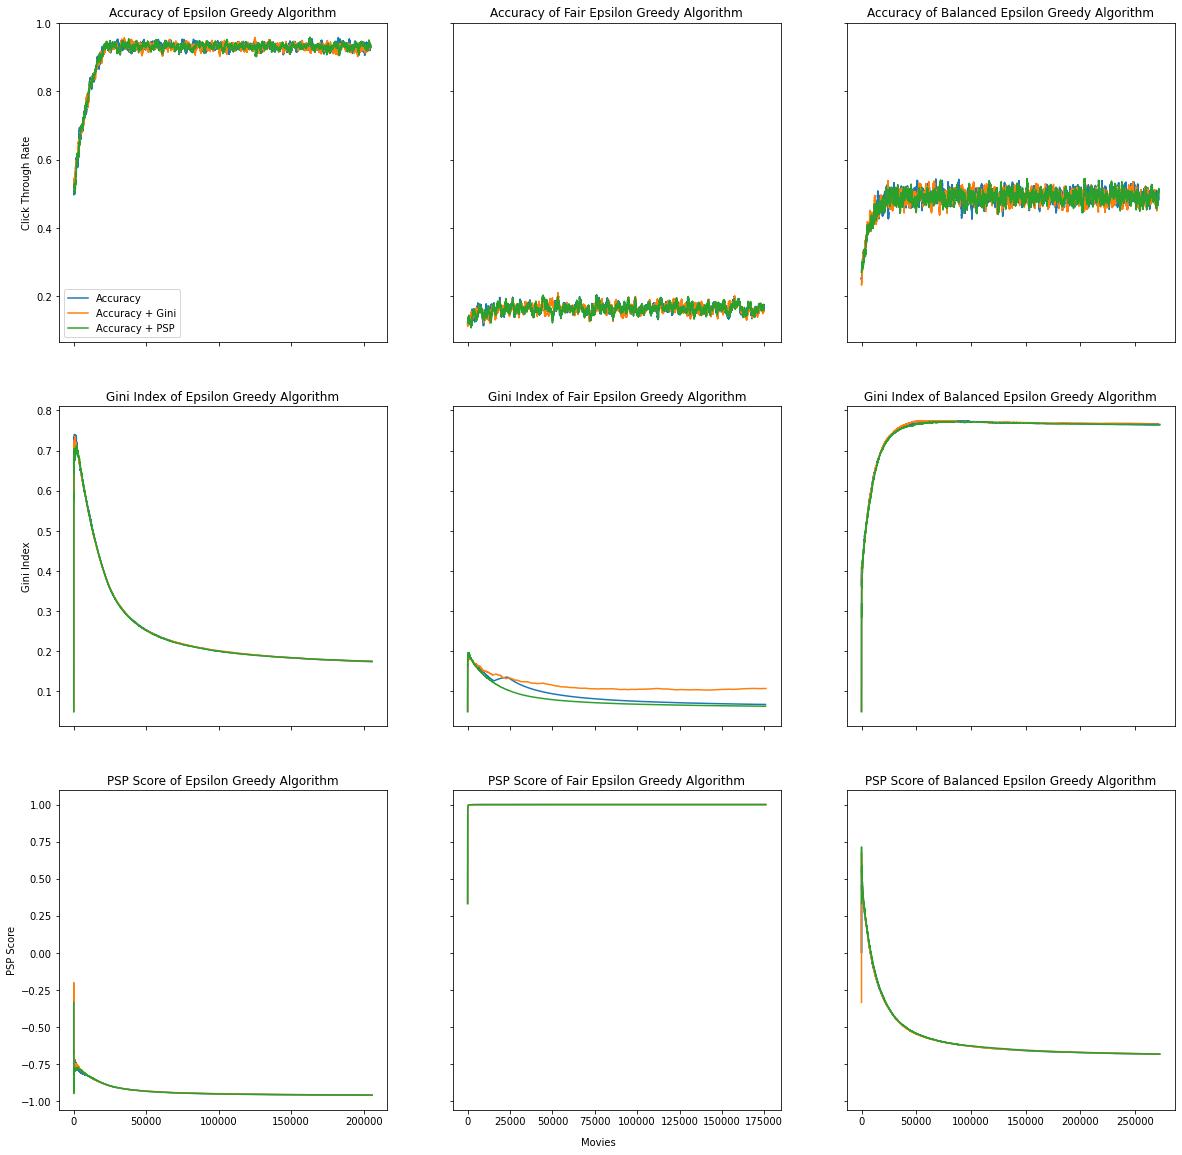 Accuracy of Epsilon Greedy Algorithm
Accuracy of Fair Epsilon Greedy Algorithm
Accuracy of Balanced Epsilon Greedy Algorithm
1.0
0.8
0.6
0.4
0.2
Click Through Rate
Accuracy
Accuracy + Gini
Accuracy + PSP
Gini Index of Epsilon Greedy Algorithm
Gini Index of Fair Epsilon Greedy Algorithm
Gini Index of Balanced Epsilon Greedy Algorithm
0.8
0.7
0.6
0.5
0.4
0.3
0.2
0.1
Gini Index
PSP Score of Epsilon Greedy Algorithm
PSP Score of Fair Epsilon Greedy Algorithm
PSP Score of Balanced Epsilon Greedy Algorithm
1.00
0.75
0.50
0.25
0.00
−0.25
−0.50
−0.75
−1.00
PSP Score
0 50000 100000 150000 200000
0 25000 50000 75000 100000 125000 150000 175000
0 50000 100000 150000 200000 250000
Movies